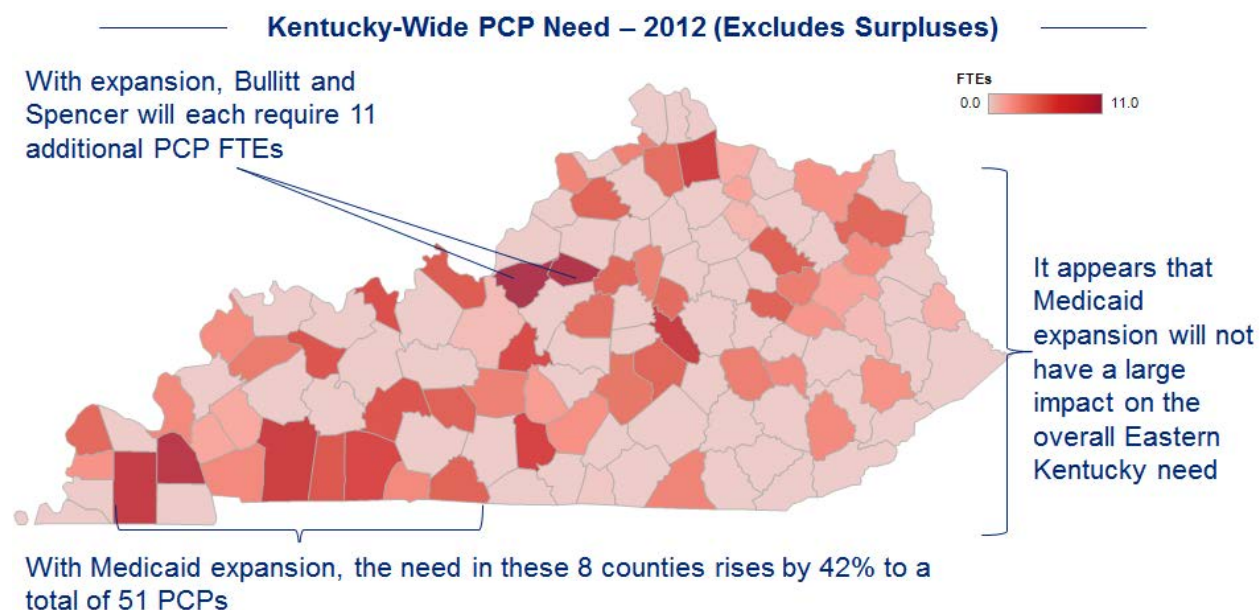 Kentucky-Wide PCP Need – 2012 (Excludes Surpluses)
With expansion, Bullitt and
Spencer will each require 11
additional PCP FTEs
FTEs
0.0 11.0
It appears that
Medicaid
expansion will not
have a large
impact on the
overall Eastern
Kentucky need
With Medicaid expansion, the need in these 8 counties rises by 42% to a
total of 51 PCPs